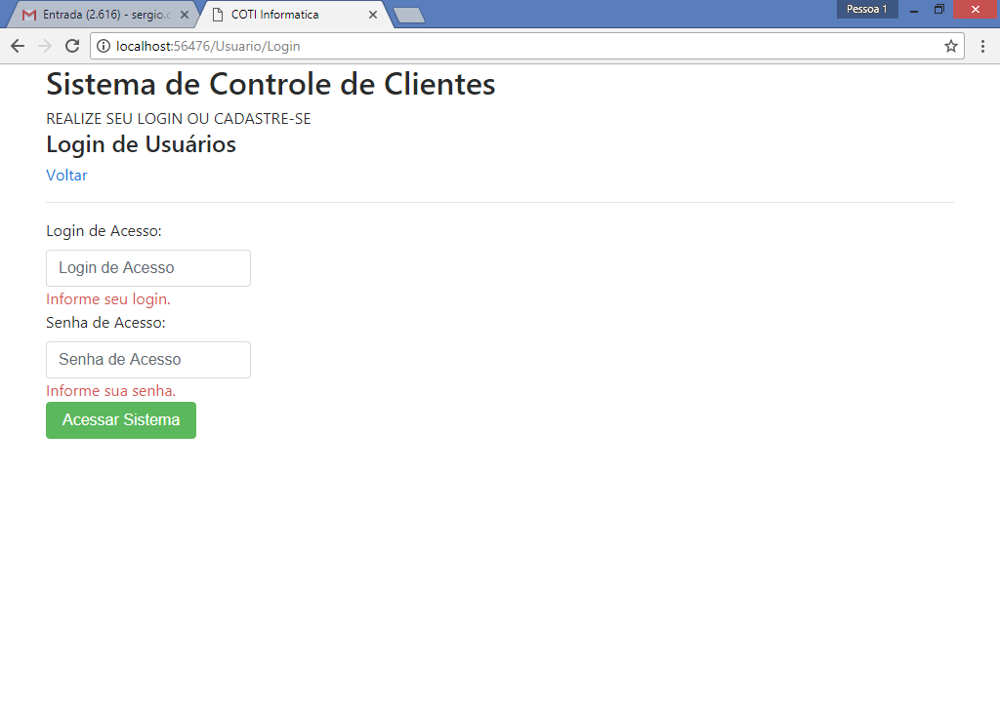 Entrada (2.616) - sergio.c
COTI Informatica
Pessoa 1
localhost:56476/Usuario/Login
Sistema de Controle de Clientes
REALIZE SEU LOGIN OU CADASTRE-SE
Login de Usuários
Voltar
Login de Acesso:
Login de Acesso
Informe seu login.
Senha de Acesso:
Senha de Acesso
Informe sua senha.
Acessar Sistema